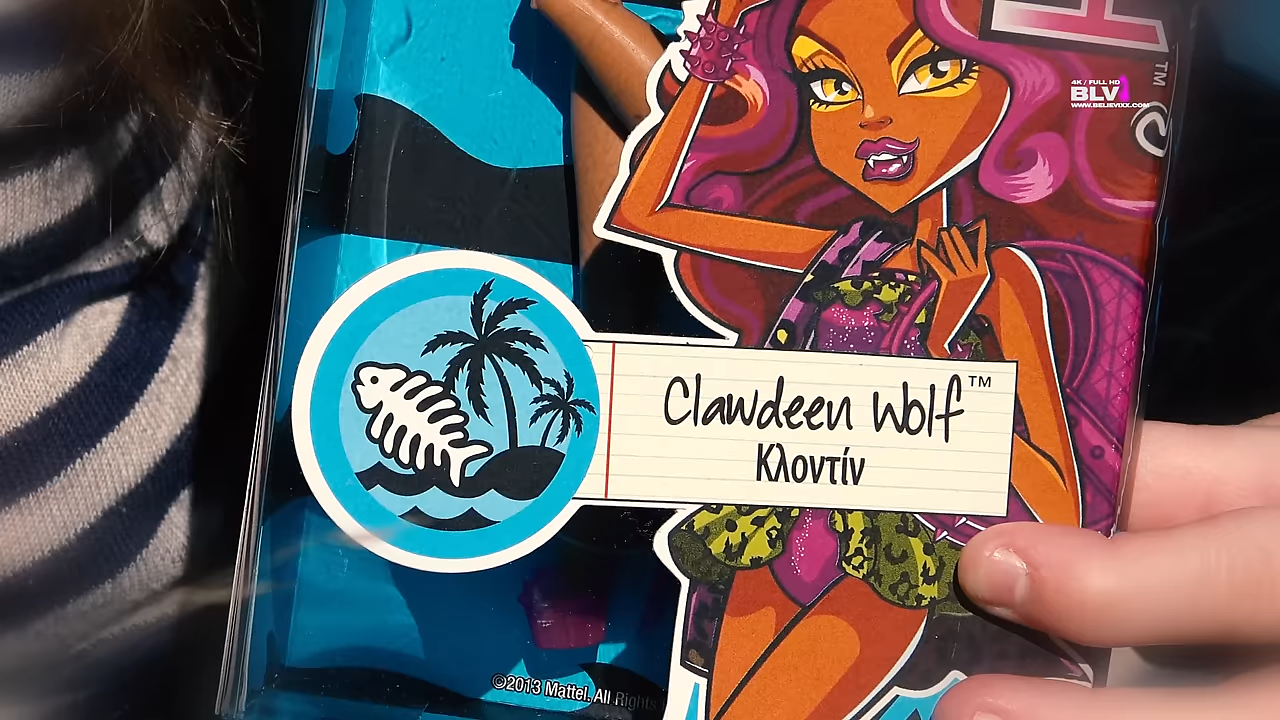 4K / FULL HD
BLV
WWW.BELIEVIXX.COM
TM
Clawdeen Wolf™
Κλοντίν
©2013 Mattel. All Rights